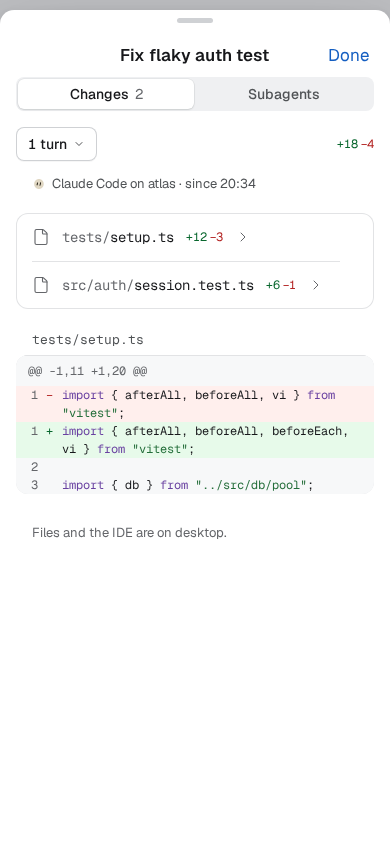 Fix flaky auth test
Done
Changes 2
Subagents
1 turn
+18 −4
Claude Code on atlas · since 20:34
tests/setup.ts +12 −3
src/auth/session.test.ts +6 −1
tests/setup.ts
@@ -1,11 +1,20 @@
1 − import { afterAll, beforeAll, vi } from
"vitest";
1 + import { afterAll, beforeAll, beforeEach,
vi } from "vitest";
2
3 import { db } from "../src/db/pool";
Files and the IDE are on desktop.